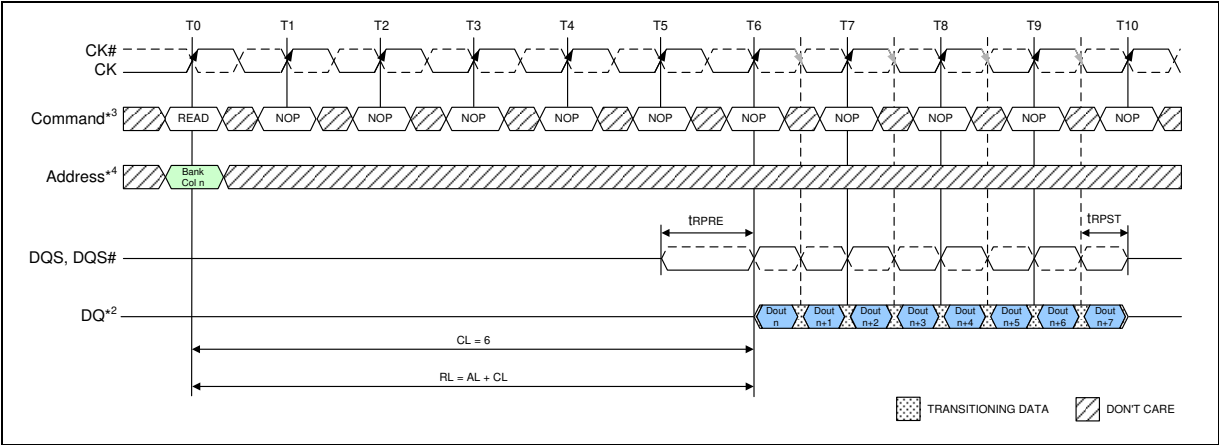 T0 T1 T2 T3 T4 T5 T6 T7 T8 T9 T10
CK#
CK
Command*3 READ NOP NOP NOP NOP NOP NOP NOP NOP NOP NOP
Address*4 Bank
Col n
tRPRE tRPST
DQS, DQS#
DQ*2 Dout Dout Dout Dout Dout Dout Dout Dout
n n+1 n+2 n+3 n+4 n+5 n+6 n+7
CL = 6
RL = AL + CL
TRANSITIONING DATA DON'T CARE